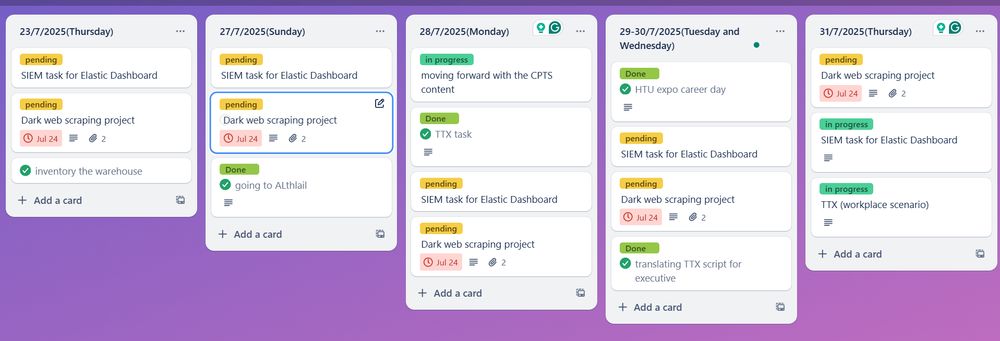 23/7/2025(Thursday)
pending
SIEM task for Elastic Dashboard
pending
Dark web scraping project
Jul 24
2
inventory the warehouse
Add a card
27/7/2025(Sunday)
pending
SIEM task for Elastic Dashboard
pending
Dark web scraping project
Jul 24
2
Done
going to ALthlail
Add a card
28/7/2025(Monday)
in progress
moving forward with the CPTS
content
Done
TTX task
pending
SIEM task for Elastic Dashboard
pending
Dark web scraping project
Jul 24
2
Add a card
29-30/7/2025(Tuesday and
Wednesday)
Done
HTU expo career day
pending
SIEM task for Elastic Dashboard
pending
Dark web scraping project
Jul 24
2
Done
translating TTX script for
executive
Add a card
31/7/2025(Thursday)
pending
Dark web scraping project
Jul 24
2
in progress
SIEM task for Elastic Dashboard
in progress
TTX (workplace scenario)
Add a card